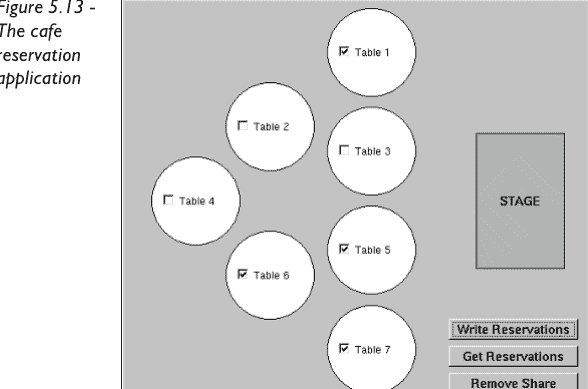 Figure 5.13 -
The cafe
reservation
application
Table 1
Table 2
Table 3
Table 4
STAGE
Table 5
Table 6
Write Reservations
Table 7
Get Reservations
Remove Share